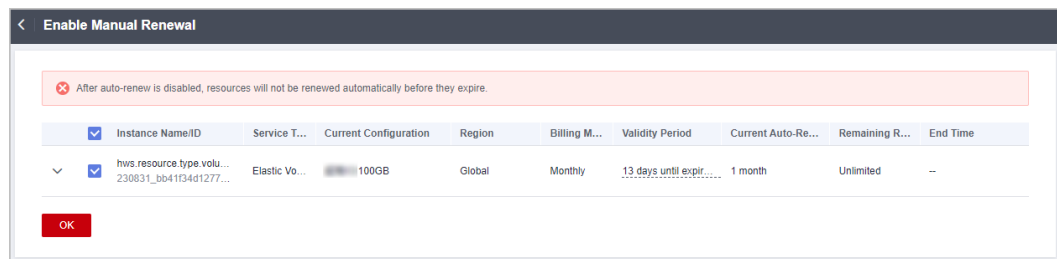 Enable Manual Renewal
After auto-renew is disabled, resources will not be renewed automatically before they expire.
Instance Name/ID Service T... Current Configuration Region Billing M... Validity Period Current Auto-Re... Remaining R... End Time
hws.resource.type.volu... Elastic Vo... 100GB Global Monthly 13 days until expir... 1 month Unlimited --
230831_bb41f34d1277...
OK